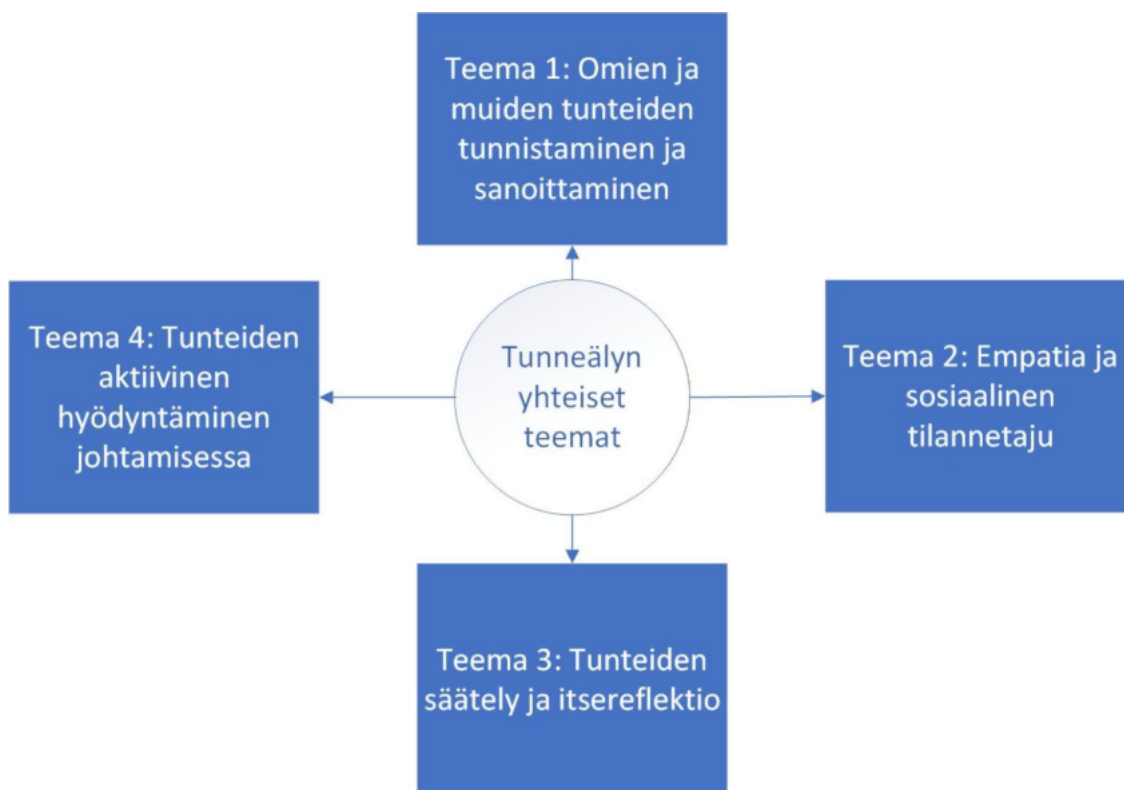 Teema 1: Omien ja
muiden tunteiden
tunnistaminen ja
sanoittaminen
Teema 4: Tunteiden
aktiivinen
hyödyntäminen
johtamisessa
Tunneälyn
yhteiset
teemat
Teema 2: Empatia ja
sosiaalinen
tilannetaju
Teema 3: Tunteiden
säätely ja itsereflektio